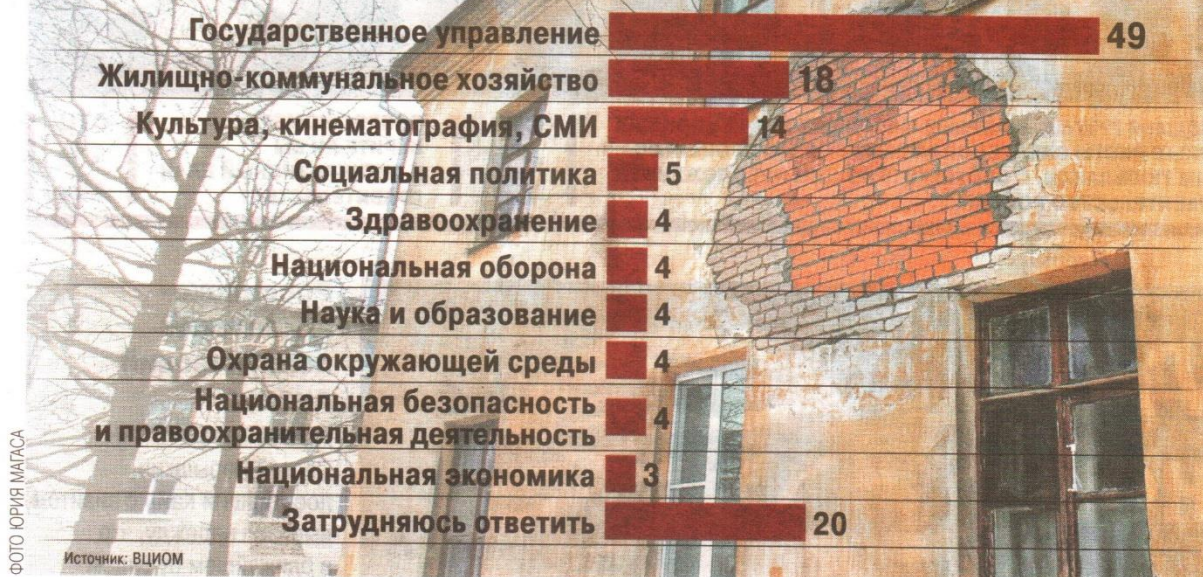 Государственное управление 49
Жилищно-коммунальное хозяйство 18
Культура, кинематография, СМИ 14
Социальная политика 5
Здравоохранение 4
Национальная оборона 4
Наука и образование 4
Охрана окружающей среды 4
Национальная безопасность
и правоохранительная деятельность 4
Национальная экономика 3
Затрудняюсь ответить 20
Источник: ВЦИОМ
ФОТО ЮРИЯ МАГАСА